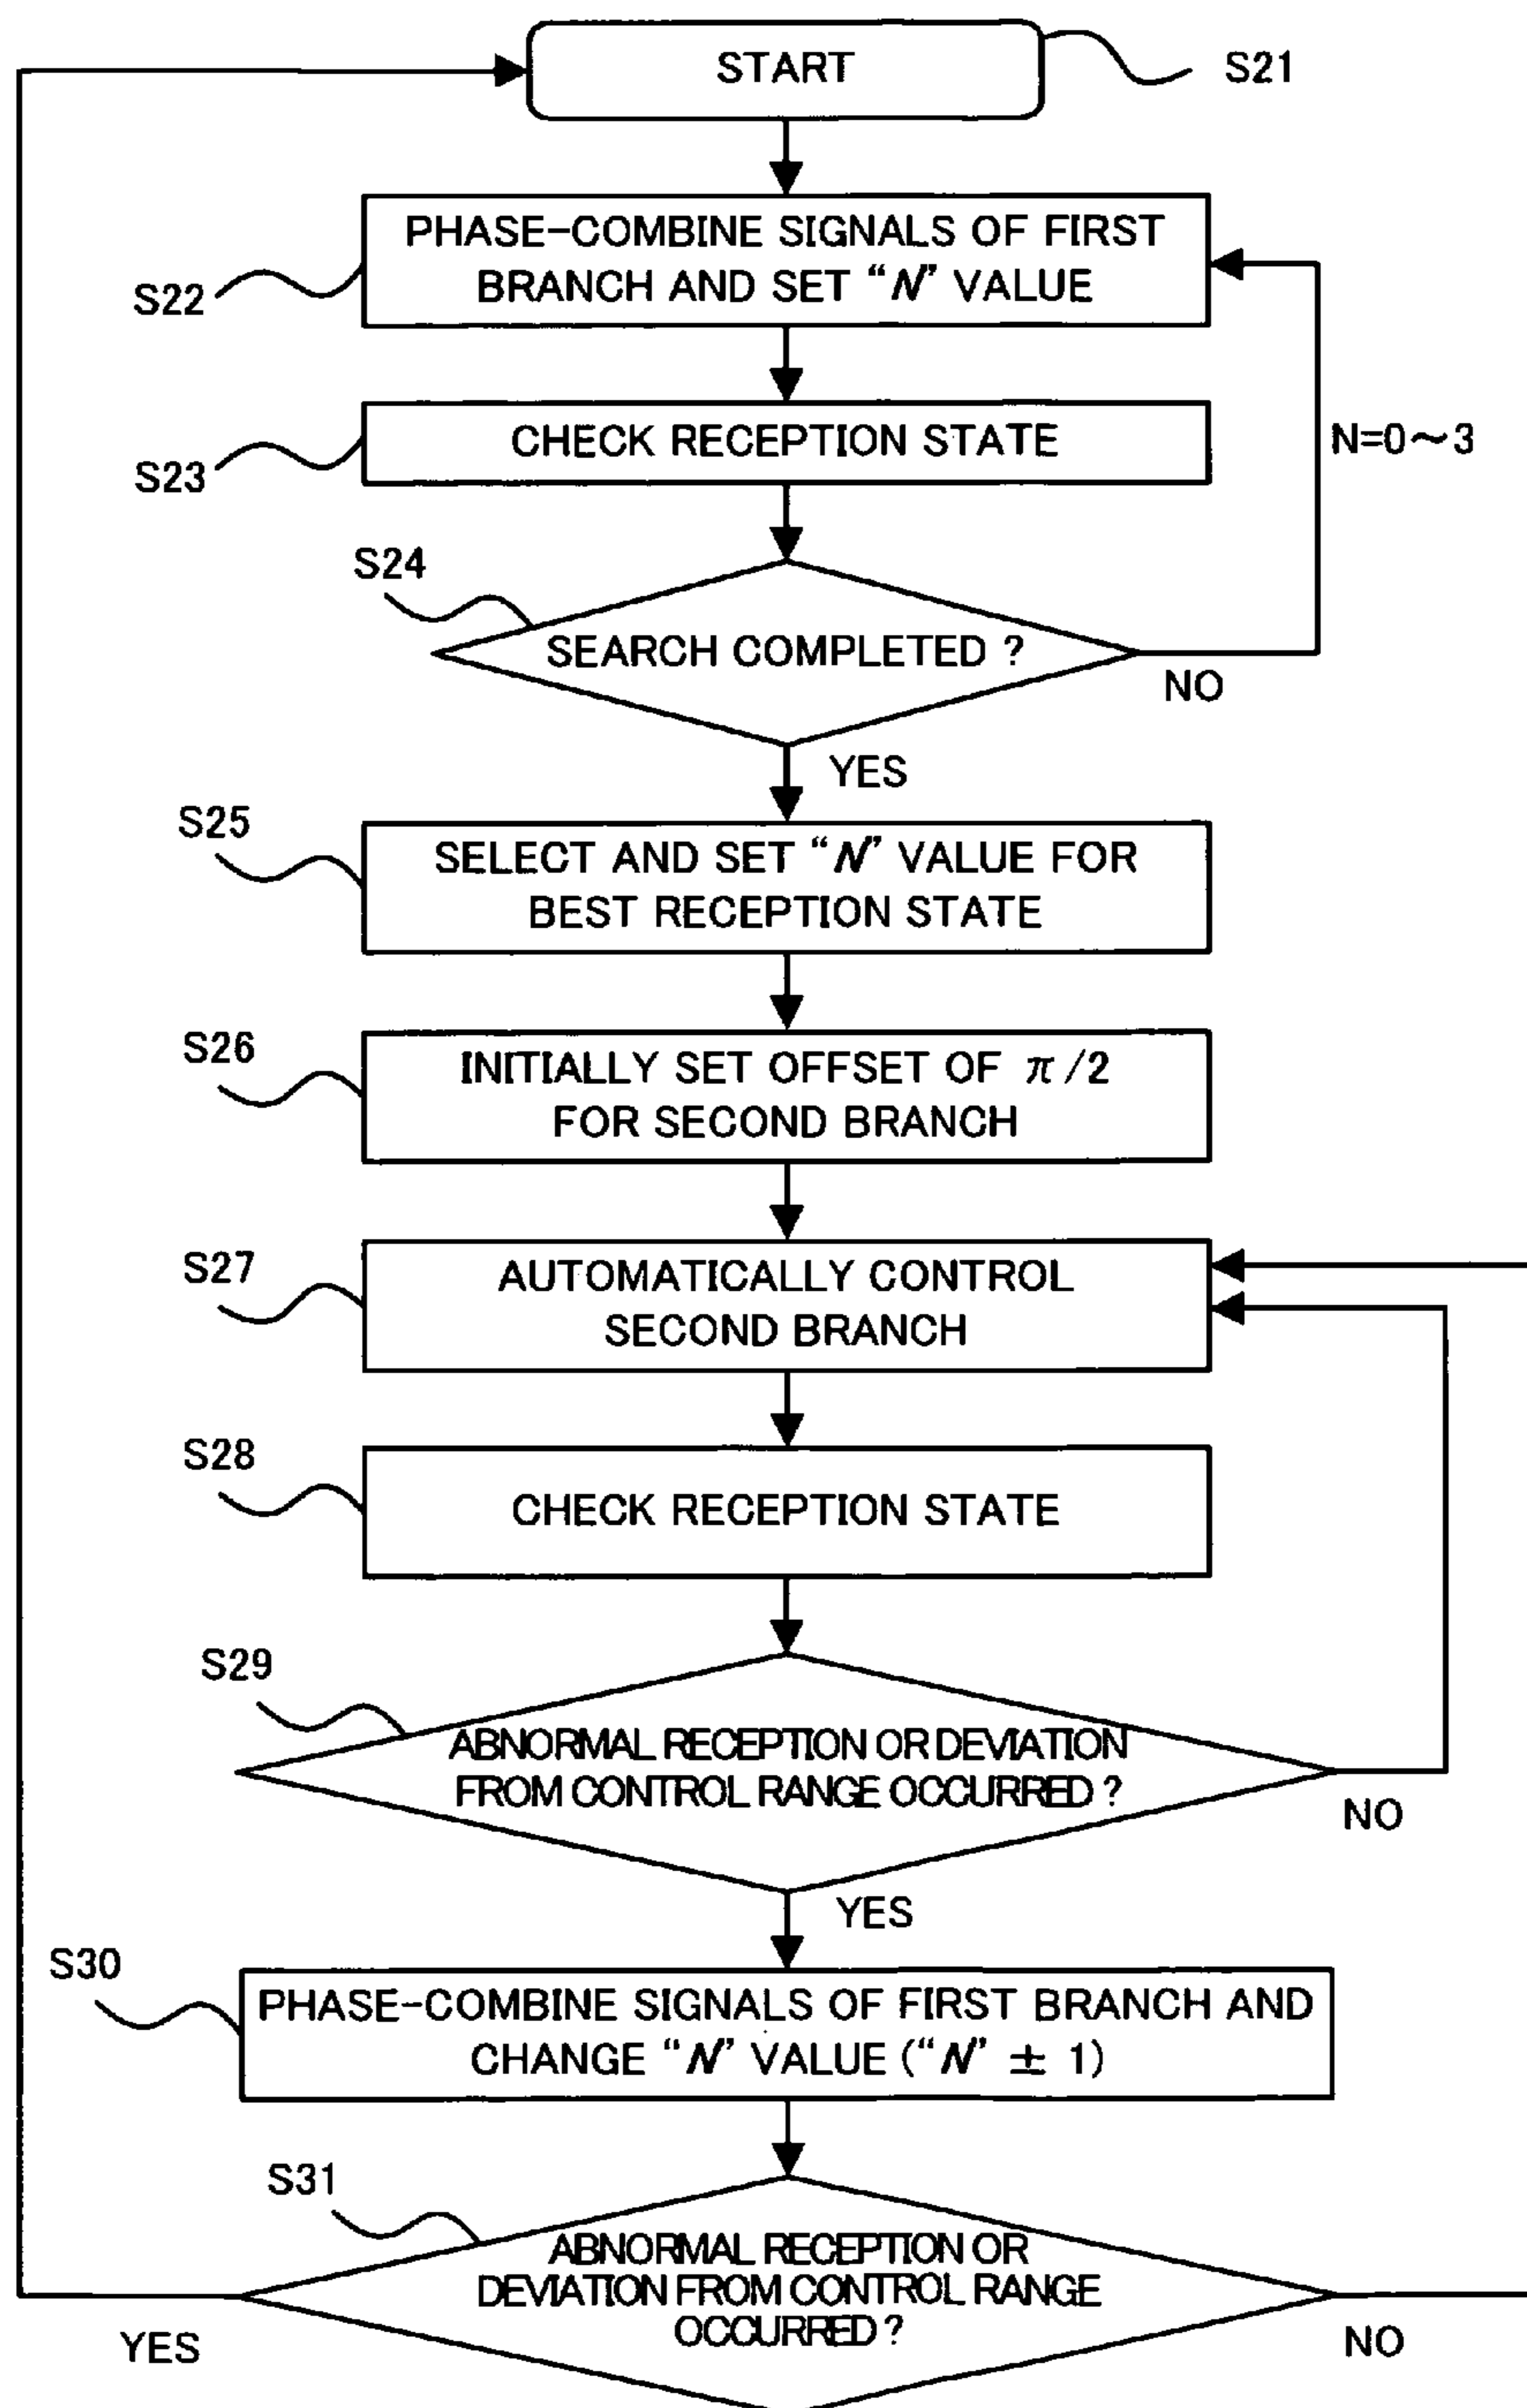 START
S21
PHASE-COMBINE SIGNALS OF FIRST
BRANCH AND SET “N” VALUE
S22
CHECK RECEPTION STATE
S23
N=0～3
S24
SEARCH COMPLETED ?
NO
YES
S25
SELECT AND SET “N” VALUE FOR
BEST RECEPTION STATE
S26
INITIALLY SET OFFSET OF π/2
FOR SECOND BRANCH
S27
AUTOMATICALLY CONTROL
SECOND BRANCH
S28
CHECK RECEPTION STATE
S29
ABNORMAL RECEPTION OR DEVIATION
FROM CONTROL RANGE OCCURRED ?
NO
YES
S30
PHASE-COMBINE SIGNALS OF FIRST BRANCH AND
CHANGE “N” VALUE (“N” ± 1)
S31
ABNORMAL RECEPTION OR
DEVIATION FROM CONTROL RANGE
OCCURRED ?
YES
NO